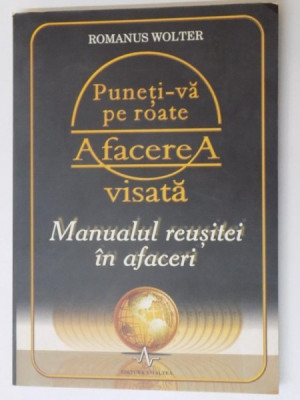 ROMANUS WOLTER
Puneți-vă
pe roate
AfacereA
visată
Manualul reușitei
în afaceri